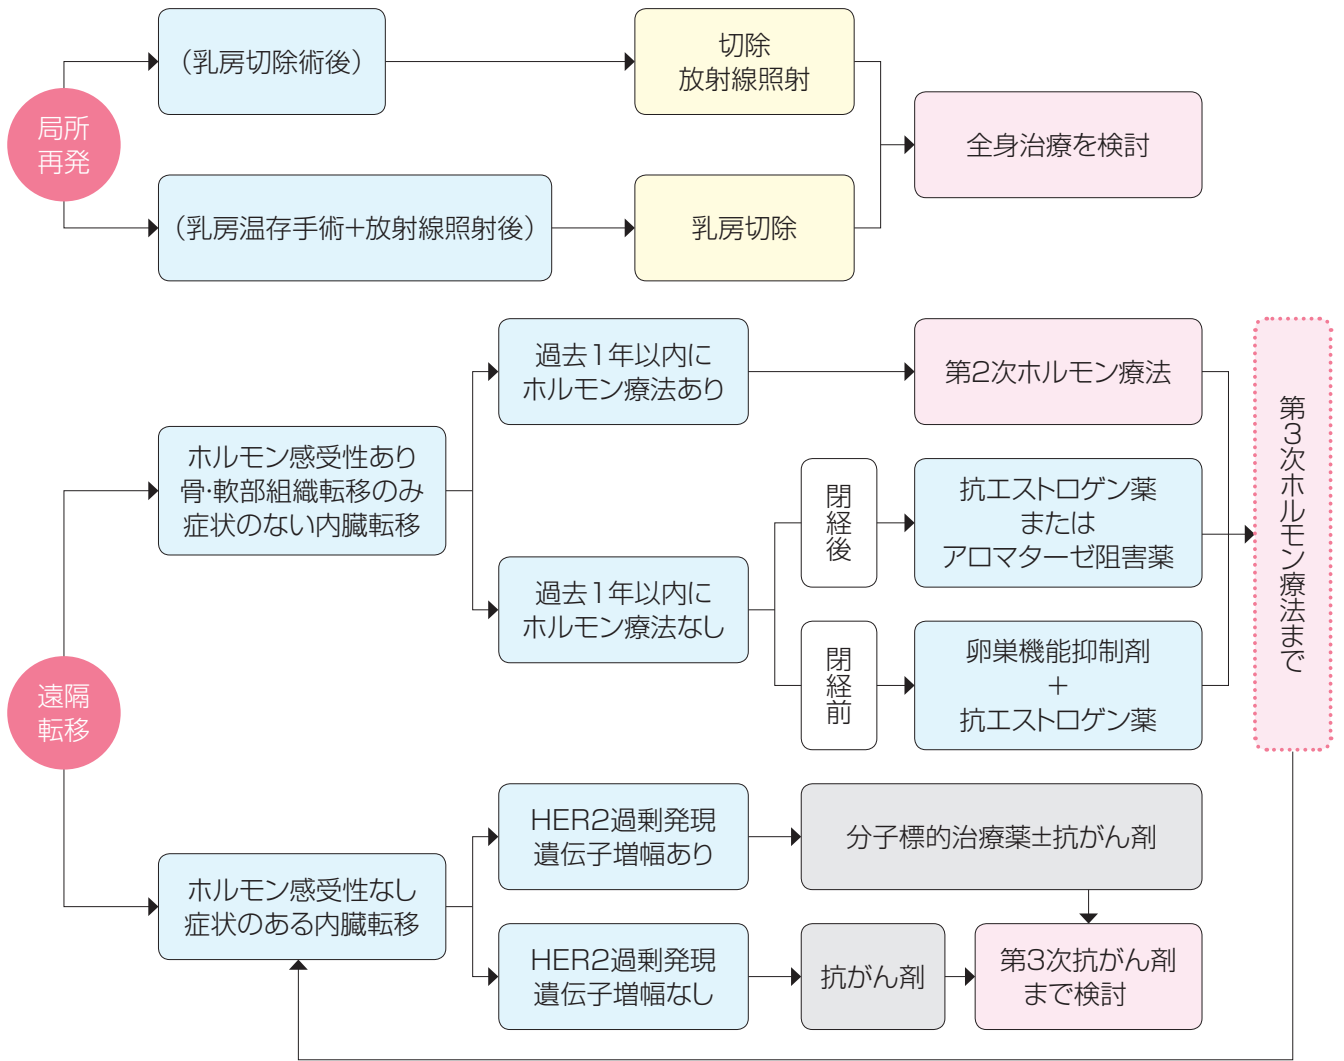 局所
再発
（乳房切除術後）
切除
放射線照射
（乳房温存手術＋放射線照射後）
乳房切除
全身治療を検討
遠隔
転移
ホルモン感受性あり
骨・軟部組織転移のみ
症状のない内臓転移
過去1年以内に
ホルモン療法あり
第2次ホルモン療法
過去1年以内に
ホルモン療法なし
閉経後
抗エストロゲン薬
または
アロマターゼ阻害薬
閉経前
卵巣機能抑制剤
＋
抗エストロゲン薬
第3次ホルモン療法まで
ホルモン感受性なし
症状のある内臓転移
HER2過剰発現
遺伝子増幅あり
分子標的治療薬±抗がん剤
HER2過剰発現
遺伝子増幅なし
抗がん剤
第3次抗がん剤
まで検討